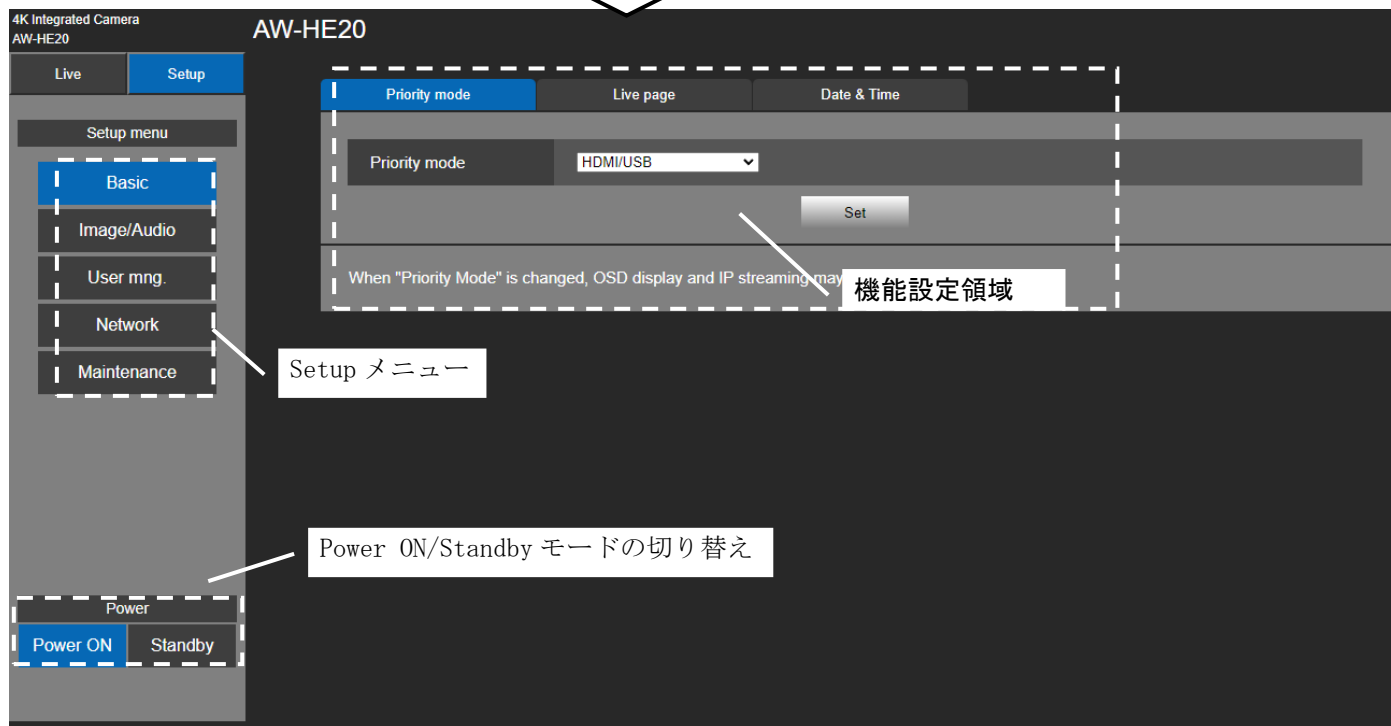 4K Integrated Camera
AW-HE20
AW-HE20
Live
Setup
Priority mode
Live page
Date & Time
Setup menu
Priority mode
HDMI/USB
Basic
Set
Image/Audio
User mng.
When "Priority Mode" is changed, OSD display and IP streaming may
機能設定領域
Network
Setup メニュー
Maintenance
Power ON/Standby モードの切り替え
Power
Power ON
Standby